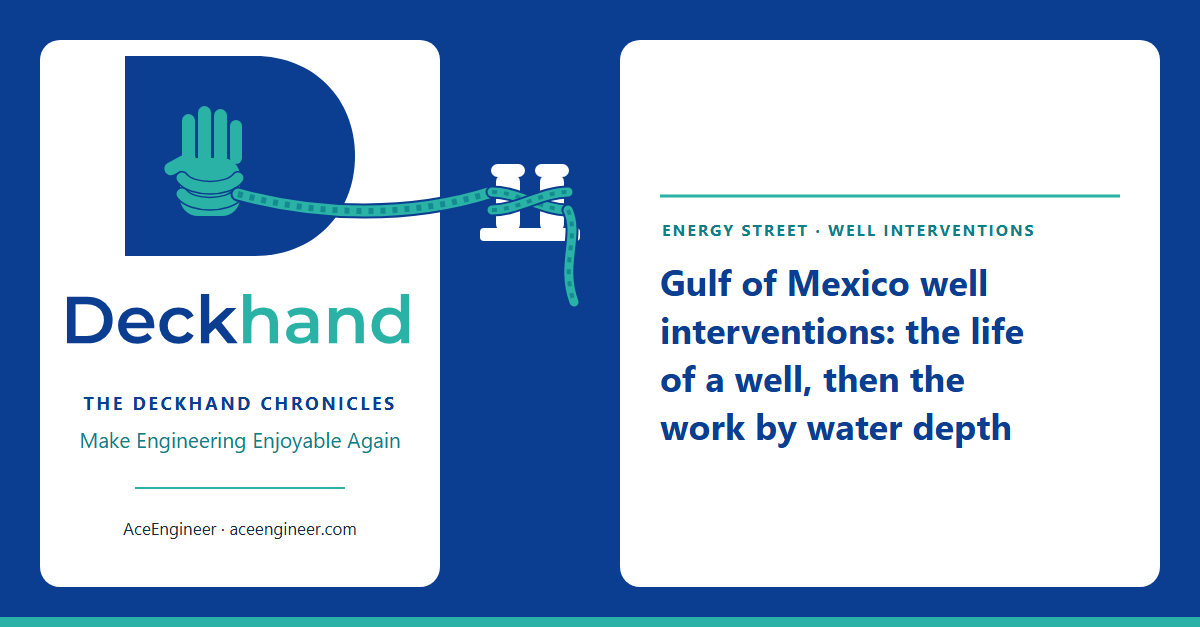 Deckhand
THE DECKHAND CHRONICLES
Make Engineering Enjoyable Again
AceEngineer · aceengineer.com
ENERGY STREET · WELL INTERVENTIONS
Gulf of Mexico well
interventions: the life
of a well, then the
work by water depth